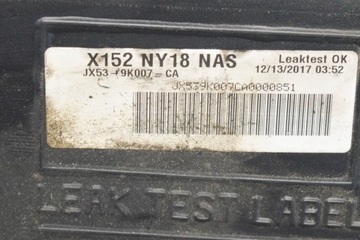 X152 NY18 NAS
Leaktest OK
JX53-9K007-CA
12/13/2017 03:52
JX539K007CA0000851
LEAK TEST LABEL